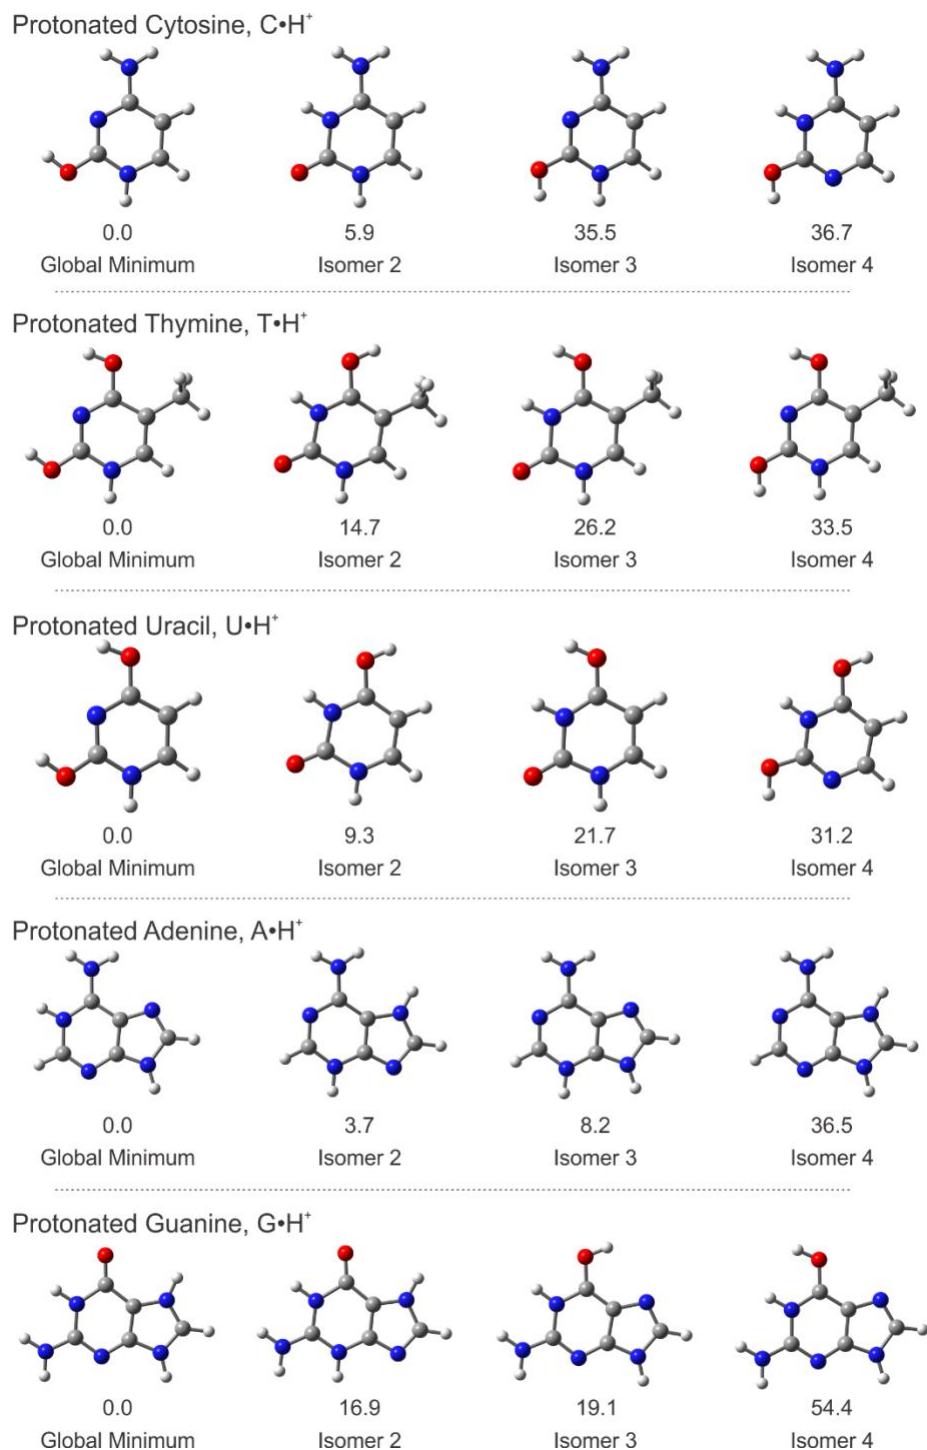 Protonated Cytosine, C•H⁺
0.0 5.9 35.5 36.7
Global Minimum Isomer 2 Isomer 3 Isomer 4
Protonated Thymine, T•H⁺
0.0 14.7 26.2 33.5
Global Minimum Isomer 2 Isomer 3 Isomer 4
Protonated Uracil, U•H⁺
0.0 9.3 21.7 31.2
Global Minimum Isomer 2 Isomer 3 Isomer 4
Protonated Adenine, A•H⁺
0.0 3.7 8.2 36.5
Global Minimum Isomer 2 Isomer 3 Isomer 4
Protonated Guanine, G•H⁺
0.0 16.9 19.1 54.4
Global Minimum Isomer 2 Isomer 3 Isomer 4